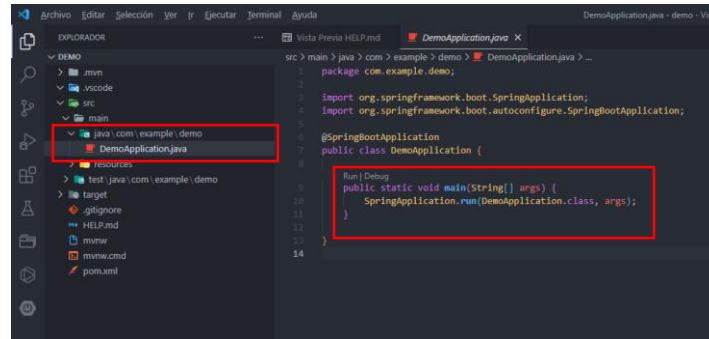 Archivo Editar Selección Ver Ir Ejecutar Terminal Ayuda
DemoApplication.java - demo - Vi
EXPLORADOR ...
DEMO
.mvn
.vscode
src
main
java\com\example\demo
DemoApplication.java
resources
test\java\com\example\demo
target
.gitignore
HELP.md
mvnw
mvnw.cmd
pom.xml
Vista Previa HELP.md DemoApplication.java X
src > main > java > com > example > demo > DemoApplication.java > ...
1 package com.example.demo;
2
3 import org.springframework.boot.SpringApplication;
4 import org.springframework.boot.autoconfigure.SpringBootApplication;
5
6 @SpringBootApplication
7 public class DemoApplication {
8
Run | Debug
9 public static void main(String[] args) {
10 SpringApplication.run(DemoApplication.class, args);
11 }
12
13 }
14